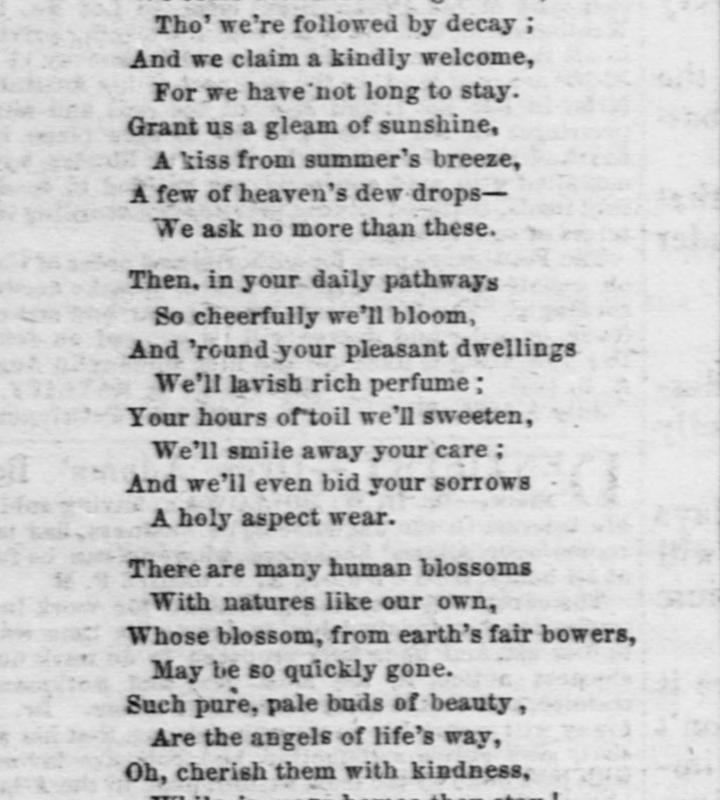 Tho' we're followed by decay ;
And we claim a kindly welcome,
For we have not long to stay.
Grant us a gleam of sunshine,
A kiss from summer's breeze,
A few of heaven's dew drops—
We ask no more than these.
Then, in your daily pathways
So cheerfully we'll bloom,
And 'round your pleasant dwellings
We'll lavish rich perfume ;
Your hours of toil we'll sweeten,
We'll smile away your care ;
And we'll even bid your sorrows
A holy aspect wear.
There are many human blossoms
With natures like our own,
Whose blossom, from earth's fair bowers,
May be so quickly gone.
Such pure, pale buds of beauty,
Are the angels of life's way,
Oh, cherish them with kindness,